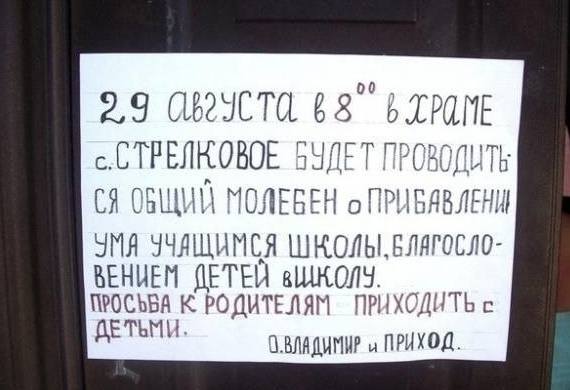 29 АВГУСТА в 8⁰⁰ в ХРАМЕ
с. СТРЕЛКОВОЕ БУДЕТ ПРОВОДИТЬ-
СЯ ОБЩИЙ МОЛЕБЕН о ПРИБАВЛЕНИИ
УМА УЧАЩИМСЯ ШКОЛЫ, БЛАГОСЛО-
ВЕНИЕМ ДЕТЕЙ в ШКОЛУ.
ПРОСЬБА К РОДИТЕЛЯМ ПРИХОДИТЬ с
ДЕТЬМИ.
О. ВЛАДИМИР и ПРИХОД.